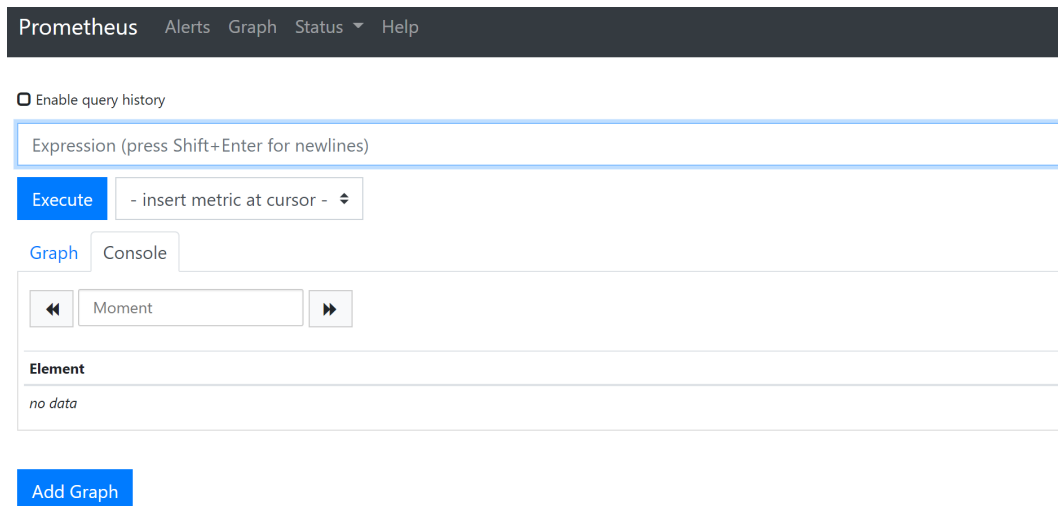 Prometheus Alerts Graph Status Help
Enable query history
Expression (press Shift+Enter for newlines)
Execute - insert metric at cursor -
Graph Console
Moment
Element
no data
Add Graph